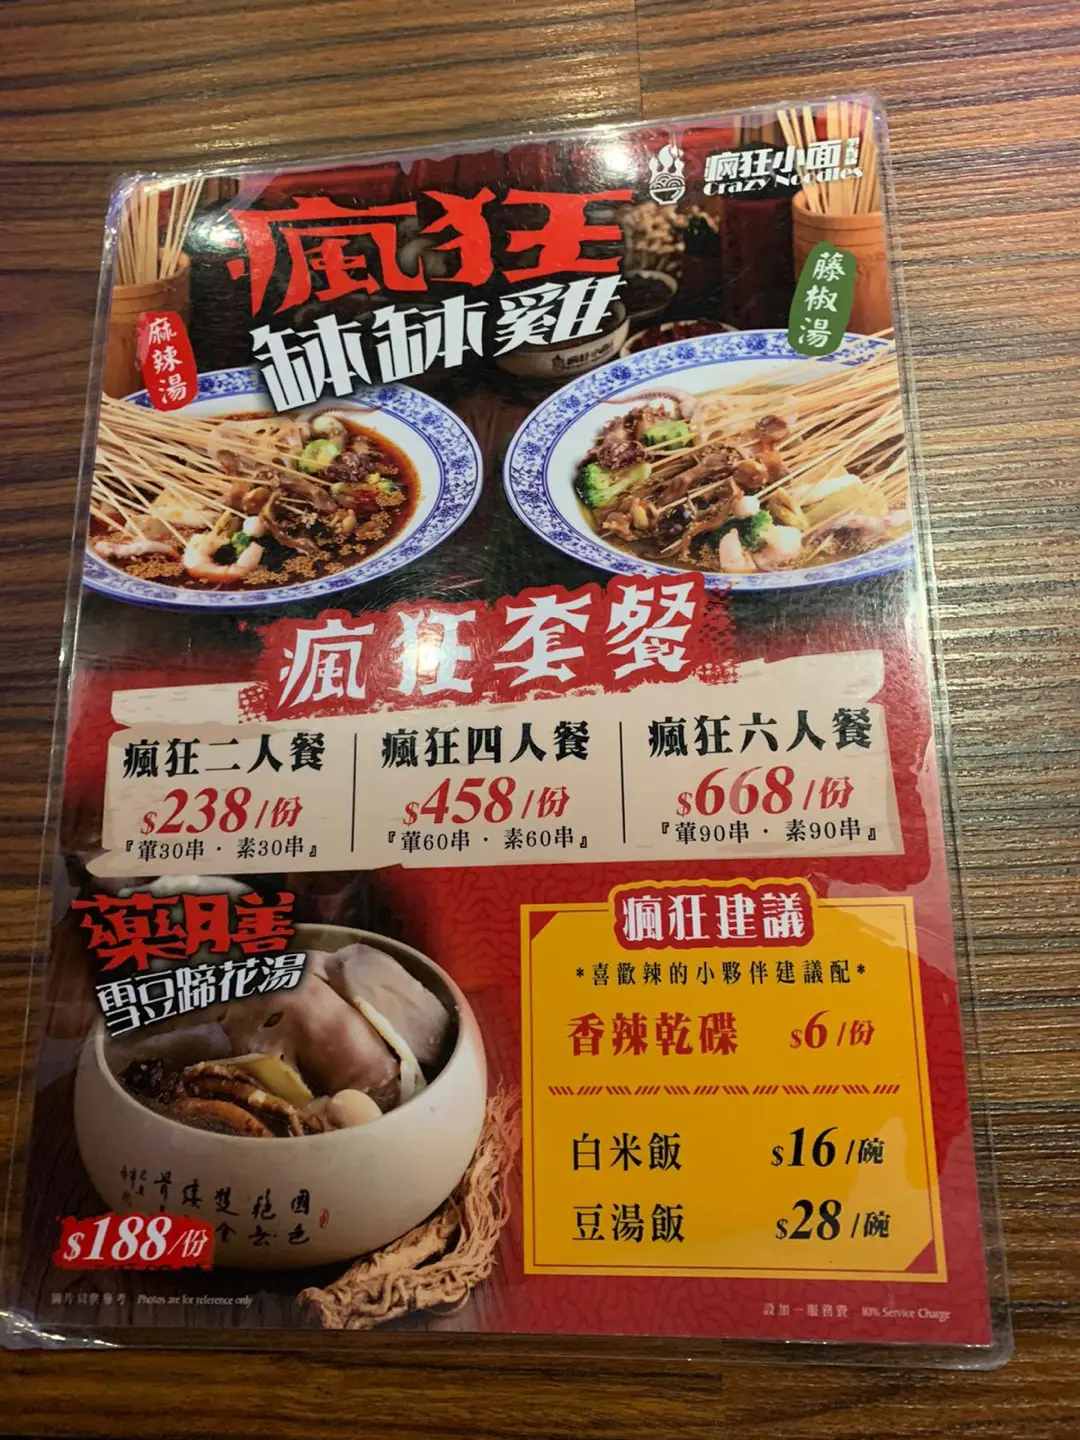 瘋狂小面
Crazy Noodles
瘋狂
缽缽雞
麻辣湯
藤椒湯
瘋狂套餐
瘋狂二人餐
$238/份
『葷30串 · 素30串』
瘋狂四人餐
$458/份
『葷60串 · 素60串』
瘋狂六人餐
$668/份
『葷90串 · 素90串』
藥膳
雪豆蹄花湯
$188/份
瘋狂建議
*喜歡辣的小夥伴建議配*
香辣乾碟 $6/份
白米飯 $16/碗
豆湯飯 $28/碗
圖片只供參考 Photos are for reference only
設加一服務費 10% Service Charge